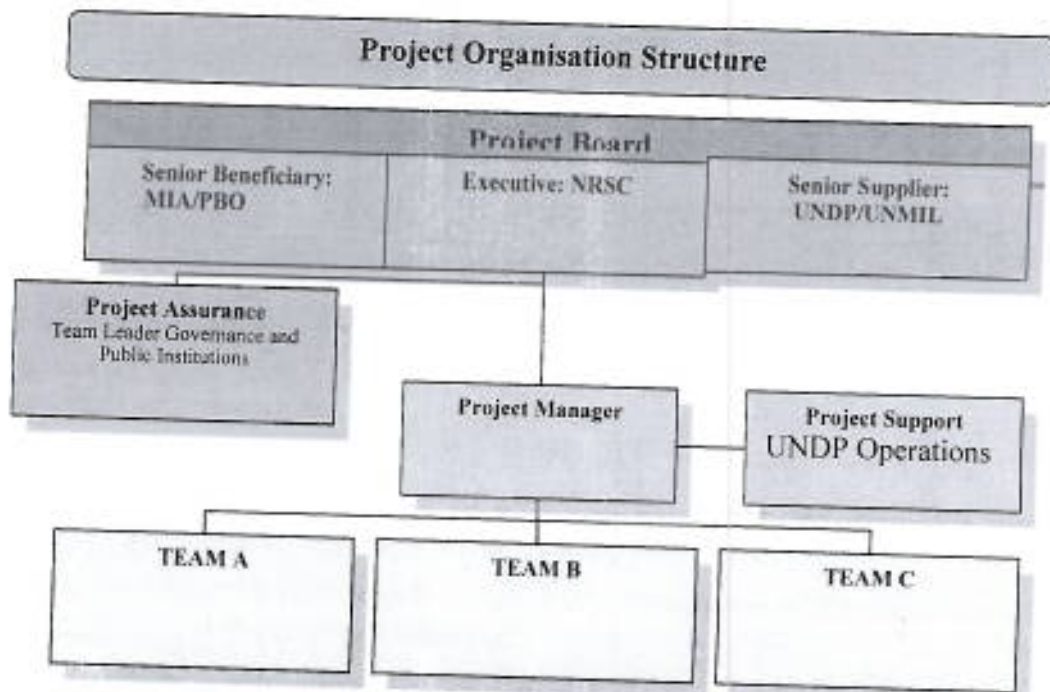 Project Organisation Structure
Project Board
Senior Beneficiary:
MIA/PBO
Executive: NRSC
Senior Supplier:
UNDP/UNMIL
Project Assurance
Team Leader Governance and
Public Institutions
Project Manager
Project Support
UNDP Operations
TEAM A
TEAM B
TEAM C